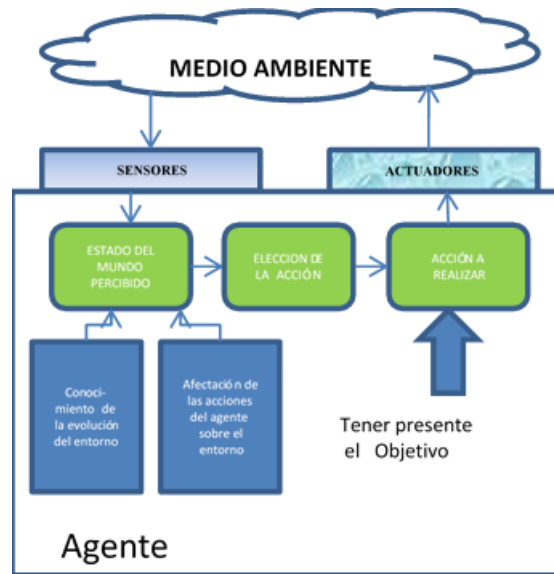 MEDIO AMBIENTE
SENSORES
ACTUADORES
ESTADO DEL
MUNDO
PERCIBIDO
ELECCION DE
LA ACCIÓN
ACCIÓN A
REALIZAR
Conoci-
miento de
la evolución
del entorno
Afectación de
las acciones
del agente
sobre el
entorno
Tener presente
el Objetivo
Agente